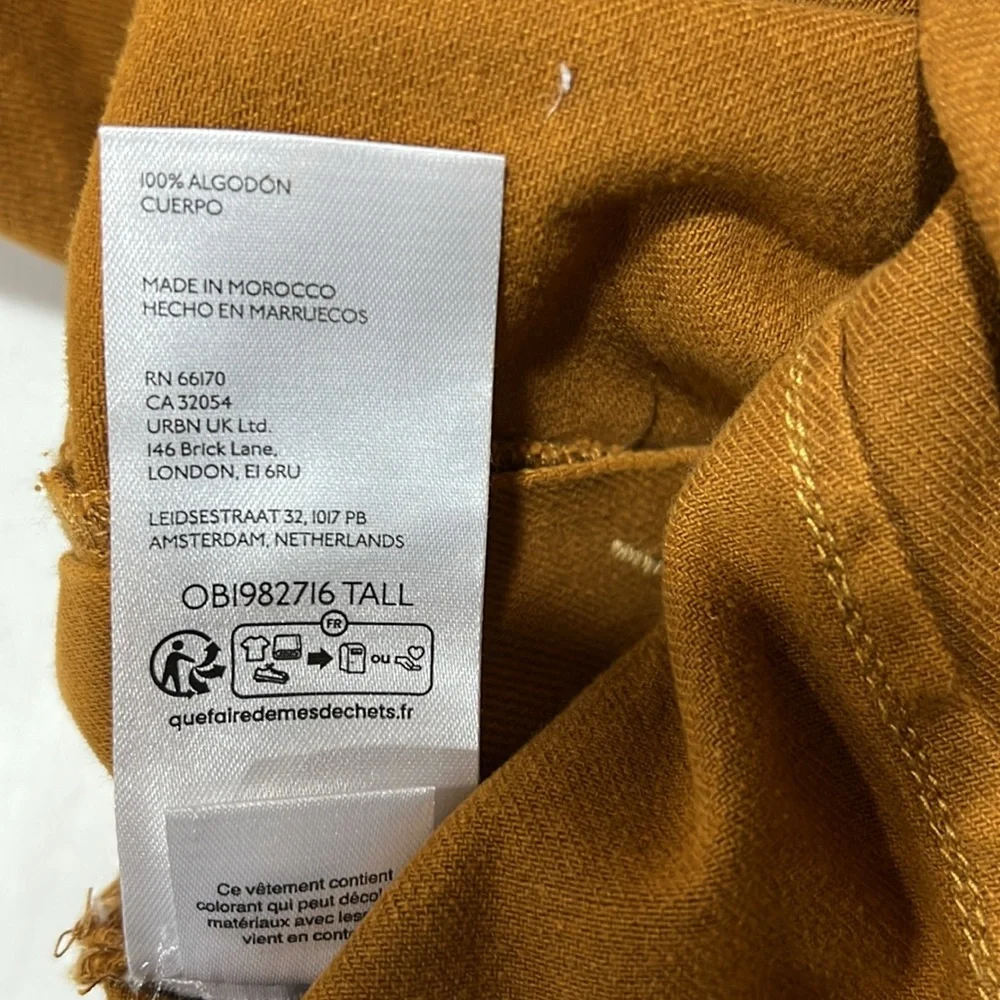 100% ALGODÓN
CUERPO
MADE IN MOROCCO
HECHO EN MARRUECOS
RN 66170
CA 32054
URBN UK Ltd.
146 Brick Lane,
LONDON, E1 6RU
LEIDSESTRAAT 32, 1017 PB
AMSTERDAM, NETHERLANDS
OB1982716 TALL
FR
ou
quefairedemesdechets.fr
Ce vêtement contient
colorant qui peut déco
matériaux avec les
vient en cont